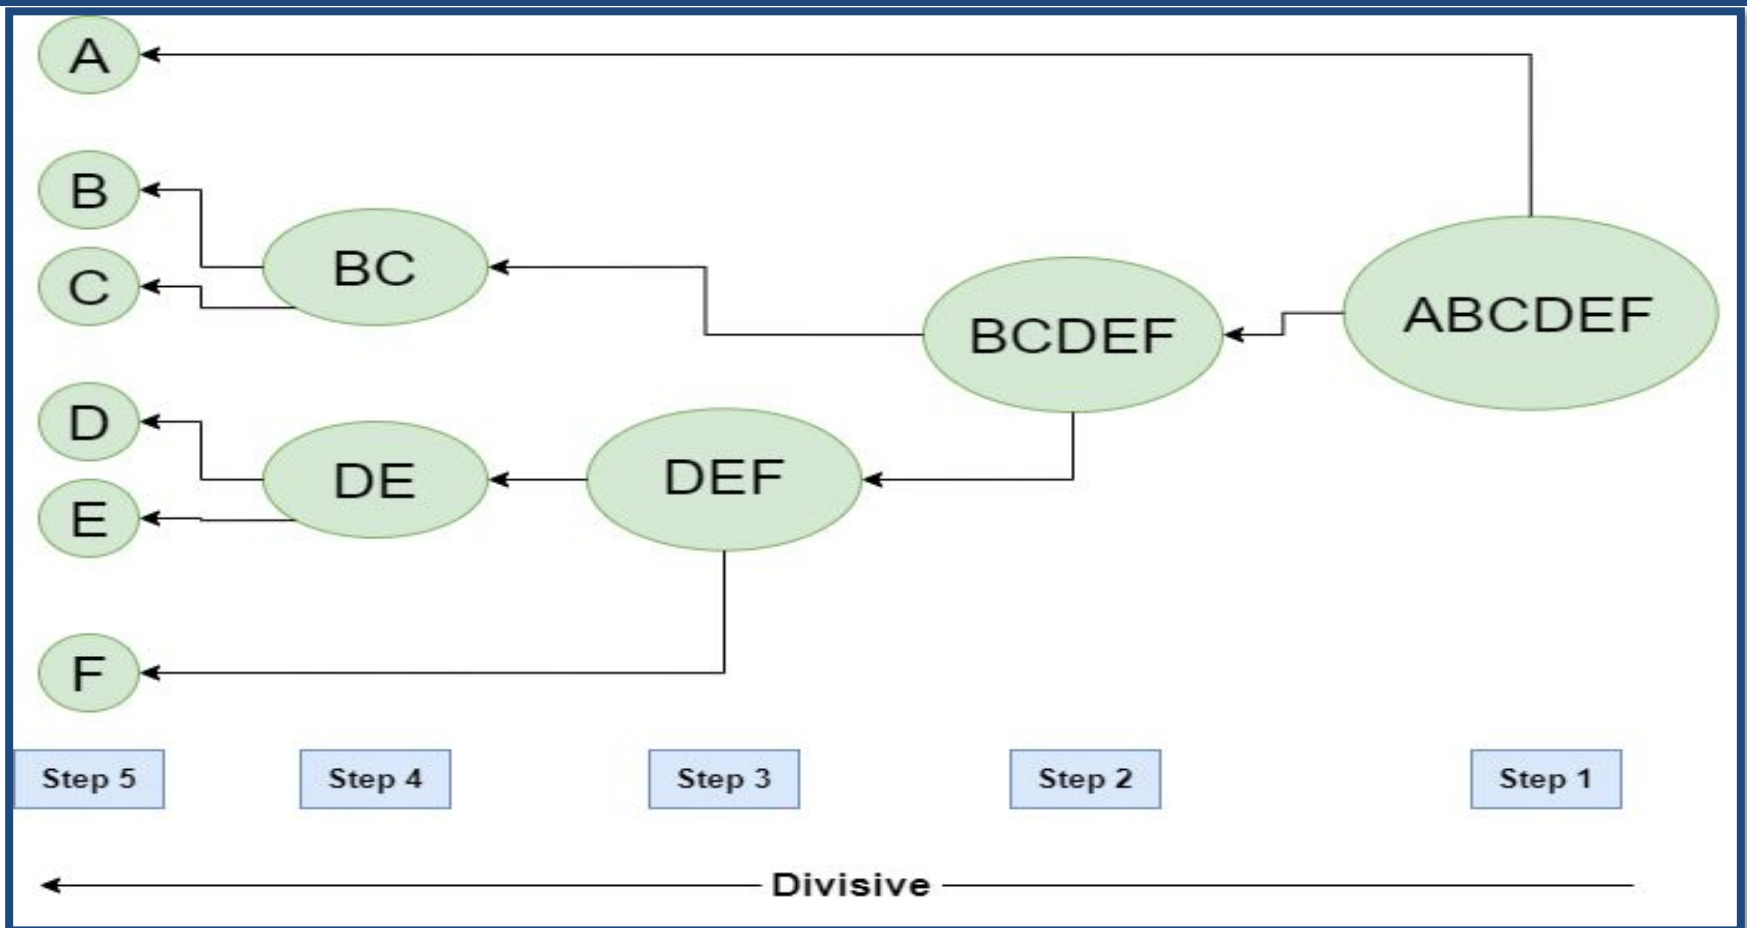 A
B
BC
C
ABCDEF
BCDEF
D
DE
DEF
E
F
Step 5
Step 4
Step 3
Step 2
Step 1
Divisive